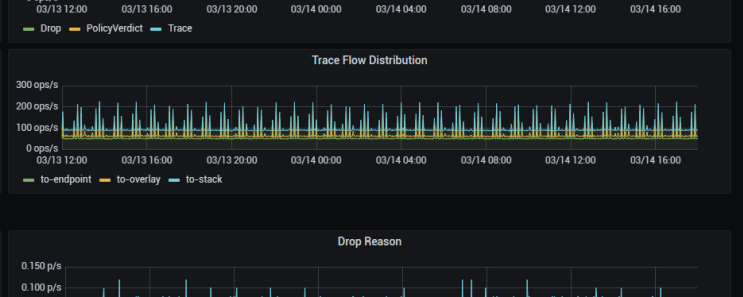 03/13 12:00 03/13 16:00 03/13 20:00 03/14 00:00 03/14 04:00 03/14 08:00 03/14 12:00 03/14 16:00
Drop PolicyVerdict Trace
Trace Flow Distribution
300 ops/s
200 ops/s
100 ops/s
0 ops/s
03/13 12:00 03/13 16:00 03/13 20:00 03/14 00:00 03/14 04:00 03/14 08:00 03/14 12:00 03/14 16:00
to-endpoint to-overlay to-stack
Drop Reason
0.150 p/s
0.100 p/s